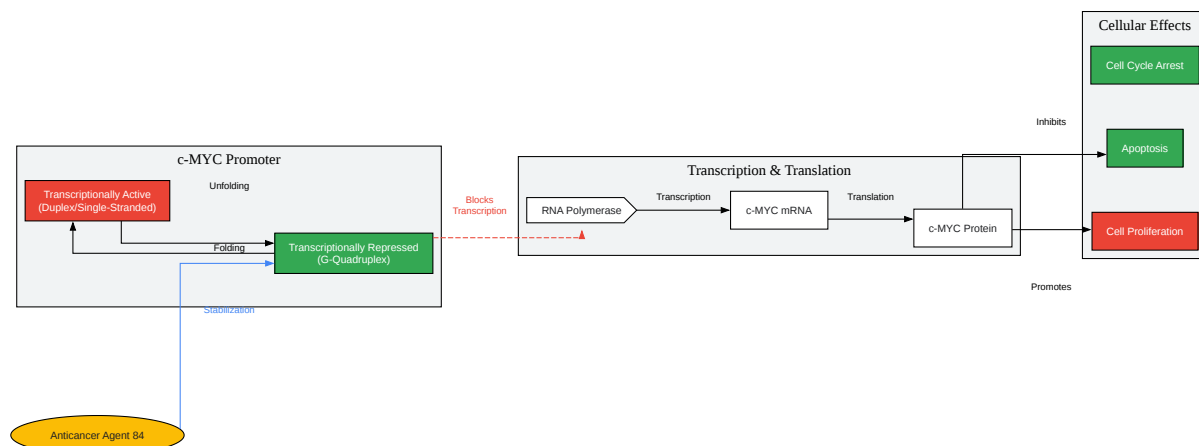 Cellular Effects
Cell Cycle Arrest
Inhibits
Apoptosis
c-MYC Promoter
Unfolding
Transcriptionally Active
(Duplex/Single-Stranded)
Folding
Transcriptionally Repressed
(G-Quadruplex)
Stabilization
Blocks
Transcription
Transcription & Translation
RNA Polymerase
Transcription
c-MYC mRNA
Translation
c-MYC Protein
Cell Proliferation
Promotes
Anticancer Agent 84